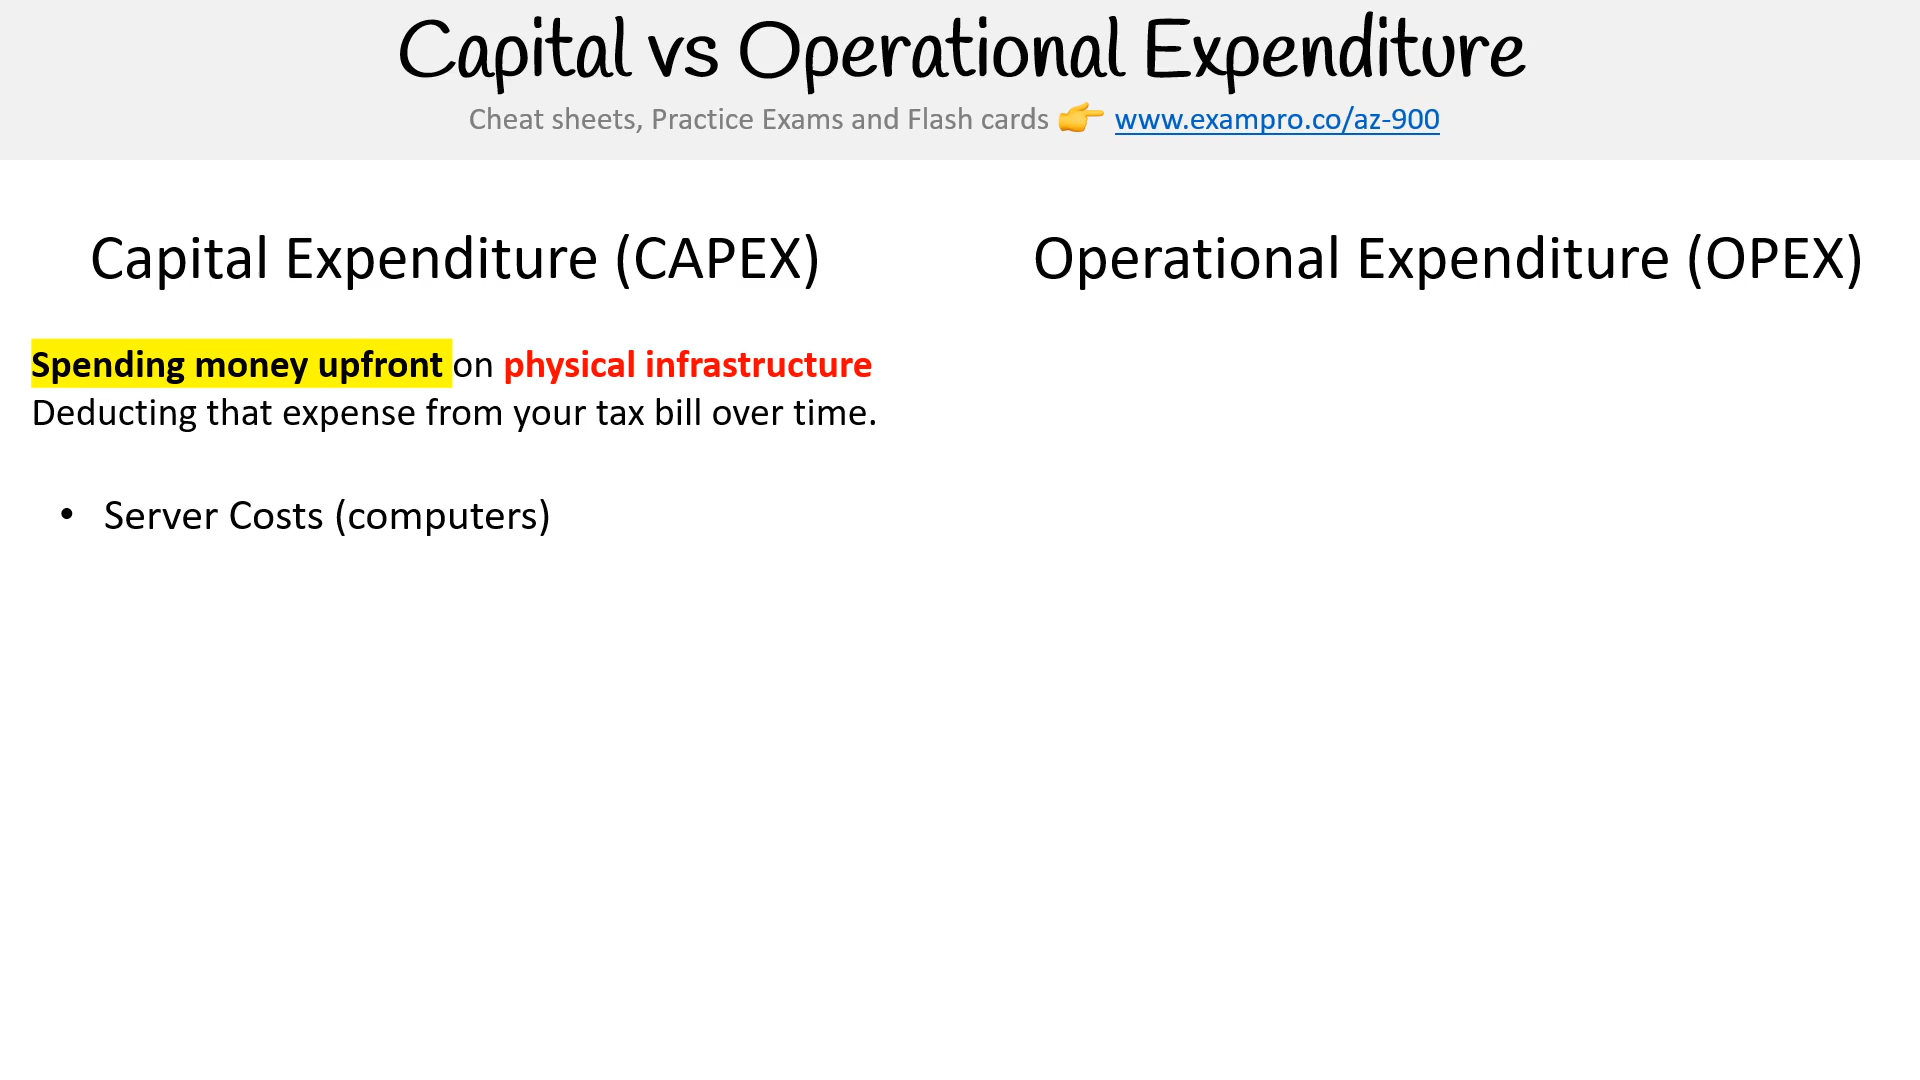 Capital vs Operational Expenditure
Cheat sheets, Practice Exams and Flash cards 👉 www.exampro.co/az-900
Capital Expenditure (CAPEX)
Operational Expenditure (OPEX)
Spending money upfront on physical infrastructure
Deducting that expense from your tax bill over time.
• Server Costs (computers)